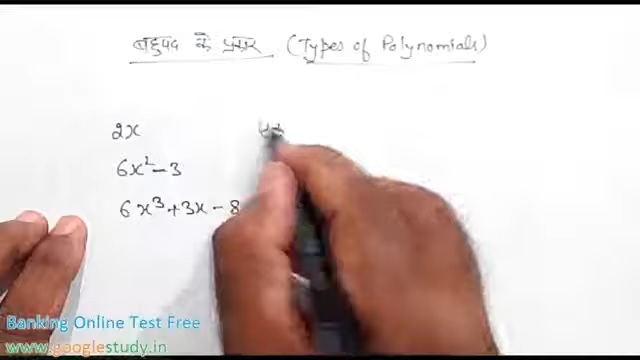 बहुपद के प्रकार (Types of Polynomials)
2x
6x² - 3
6x³ + 3x - 8
Banking Online Test Free
www.googlestudy.in